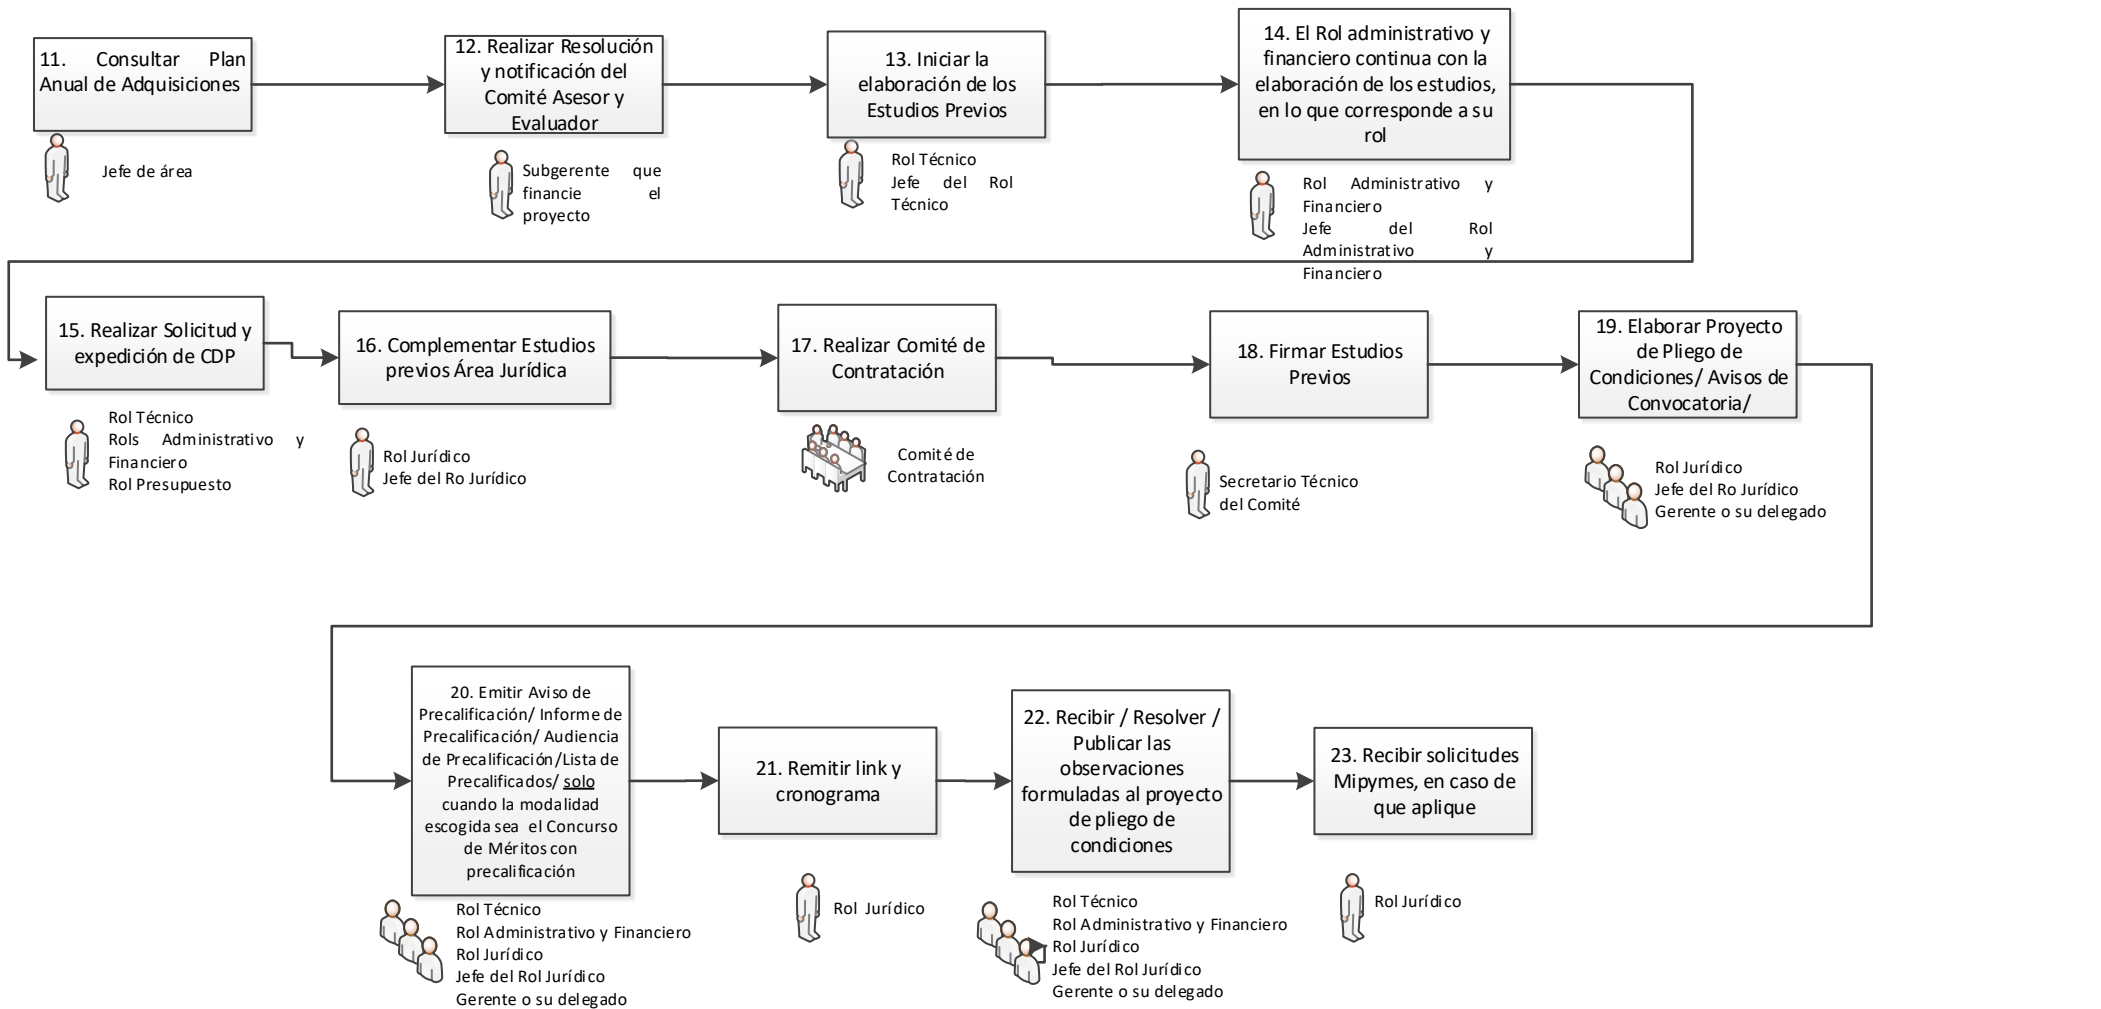 11. Consultar Plan
Anual de Adquisiciones
Jefe de área
12. Realizar Resolución
y notificación del
Comité Asesor y
Evaluador
Subgerente que
financie el
proyecto
13. Iniciar la
elaboración de los
Estudios Previos
Rol Técnico
Jefe del Rol
Técnico
14. El Rol administrativo y
financiero continua con la
elaboración de los estudios,
en lo que corresponde a su
rol
Rol Administrativo y
Financiero
Jefe del Rol
Administrativo y
Financiero
15. Realizar Solicitud y
expedición de CDP
Rol Técnico
Rols Administrativo y
Financiero
Rol Presupuesto
16. Complementar Estudios
previos Área Jurídica
Rol Jurídico
Jefe del Ro Jurídico
17. Realizar Comité de
Contratación
Comité de
Contratación
18. Firmar Estudios
Previos
Secretario Técnico
del Comité
19. Elaborar Proyecto
de Pliego de
Condiciones/ Avisos de
Convocatoria/
Rol Jurídico
Jefe del Ro Jurídico
Gerente o su delegado
20. Emitir Aviso de
Precalificación/ Informe de
Precalificación/ Audiencia
de Precalificación/Lista de
Precalificados/ solo
cuando la modalidad
escogida sea el Concurso
de Méritos con
precalificación
Rol Técnico
Rol Administrativo y Financiero
Rol Jurídico
Jefe del Rol Jurídico
Gerente o su delegado
21. Remitir link y
cronograma
Rol Jurídico
22. Recibir / Resolver /
Publicar las
observaciones
formuladas al proyecto
de pliego de
condiciones
Rol Técnico
Rol Administrativo y Financiero
Rol Jurídico
Jefe del Rol Jurídico
Gerente o su delegado
23. Recibir solicitudes
Mipymes, en caso de
que aplique
Rol Jurídico